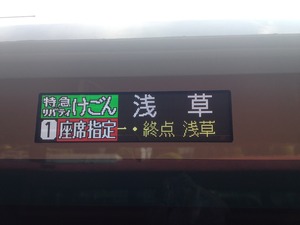 特急 リバティ けごん 浅草
1 座席指定 ー・終点 浅草